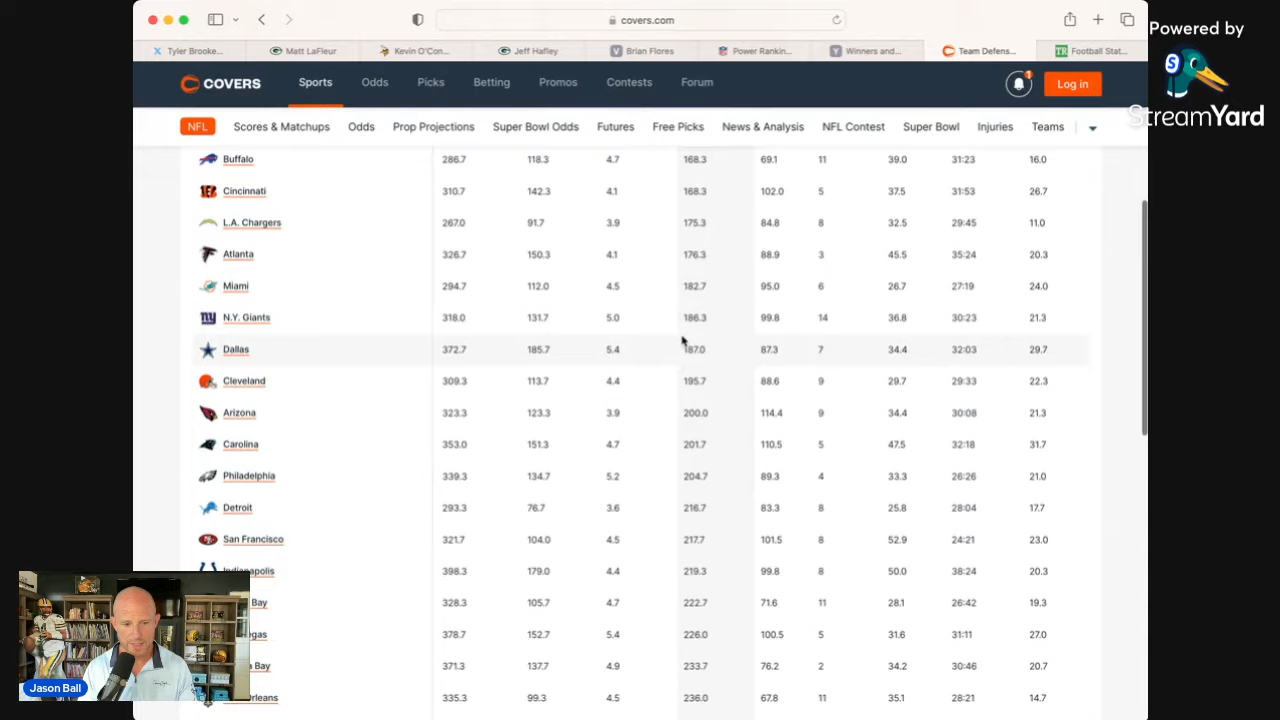 covers.com
Powered by
StreamYard
Tyler Brooke... Matt LaFleur Kevin O'Con... Jeff Hafley Brian Flores Power Rankin... Winners and... Team Defens... Football Stat...
COVERS Sports Odds Picks Betting Promos Contests Forum 1 Log in
NFL Scores & Matchups Odds Prop Projections Super Bowl Odds Futures Free Picks News & Analysis NFL Contest Super Bowl Injuries Teams
Buffalo 286.7 118.3 4.7 168.3 69.1 11 39.0 31:23 16.0
Cincinnati 310.7 142.3 4.1 168.3 102.0 5 37.5 31:53 26.7
L.A. Chargers 267.0 91.7 3.9 175.3 84.8 8 32.5 29:45 11.0
Atlanta 326.7 150.3 4.1 176.3 88.9 3 45.5 35:24 20.3
Miami 294.7 112.0 4.5 182.7 95.0 6 26.7 27:19 24.0
N.Y. Giants 318.0 131.7 5.0 186.3 99.8 14 36.8 30:23 21.3
Dallas 372.7 185.7 5.4 187.0 87.3 7 34.4 32:03 29.7
Cleveland 309.3 113.7 4.4 195.7 88.6 9 29.7 29:33 22.3
Arizona 323.3 123.3 3.9 200.0 114.4 9 34.4 30:08 21.3
Carolina 353.0 151.3 4.7 201.7 110.5 5 47.5 32:18 31.7
Philadelphia 339.3 134.7 5.2 204.7 89.3 4 33.3 26:26 21.0
Detroit 293.3 76.7 3.6 216.7 83.3 8 25.8 28:04 17.7
San Francisco 321.7 104.0 4.5 217.7 101.5 8 52.9 24:21 23.0
Indianapolis 398.3 179.0 4.4 219.3 99.8 8 50.0 38:24 20.3
Bay 328.3 105.7 4.7 222.7 71.6 11 28.1 26:42 19.3
egas 378.7 152.7 5.4 226.0 100.5 5 31.6 31:11 27.0
a Bay 371.3 137.7 4.9 233.7 76.2 2 34.2 30:46 20.7
Orleans 335.3 99.3 4.5 236.0 67.8 11 35.1 28:21 14.7
Jason Ball